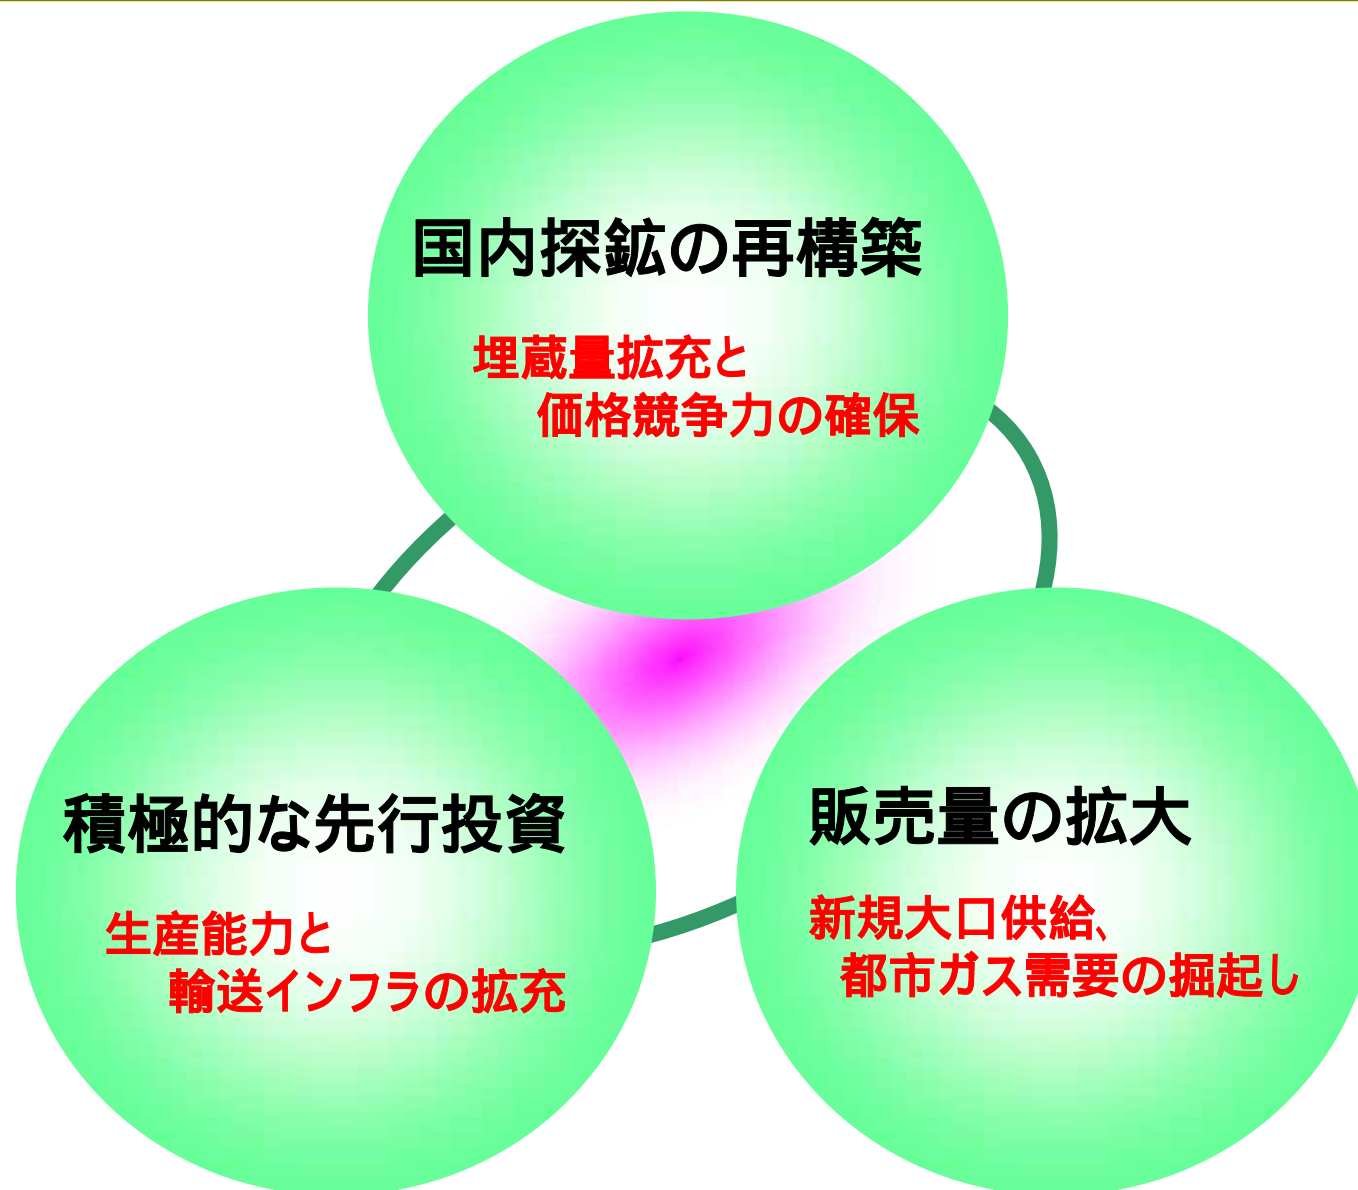 国内探鉱の再構築
埋蔵量拡充と
価格競争力の確保
積極的な先行投資
生産能力と
輸送インフラの拡充
販売量の拡大
新規大口供給、
都市ガス需要の掘起し